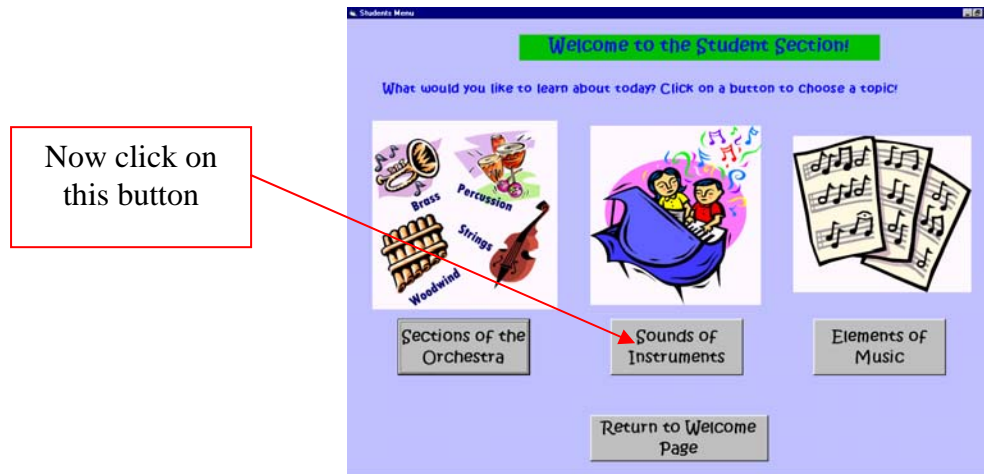 Students Menu
Welcome to the Student Section!
What would you like to learn about today? Click on a button to choose a topic!
Now click on
this button
Brass
Percussion
Strings
Woodwind
Sections of the
Orchestra
Sounds of
Instruments
Elements of
Music
Return to Welcome
Page